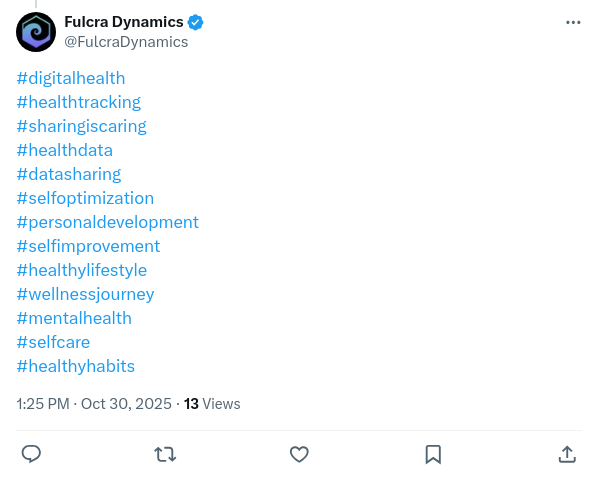 Fulcra Dynamics
@FulcraDynamics
#digitalhealth
#healthtracking
#sharingiscaring
#healthdata
#datasharing
#selfoptimization
#personaldevelopment
#selfimprovement
#healthylifestyle
#wellnessjourney
#mentalhealth
#selfcare
#healthyhabits
1:25 PM · Oct 30, 2025 · 13 Views